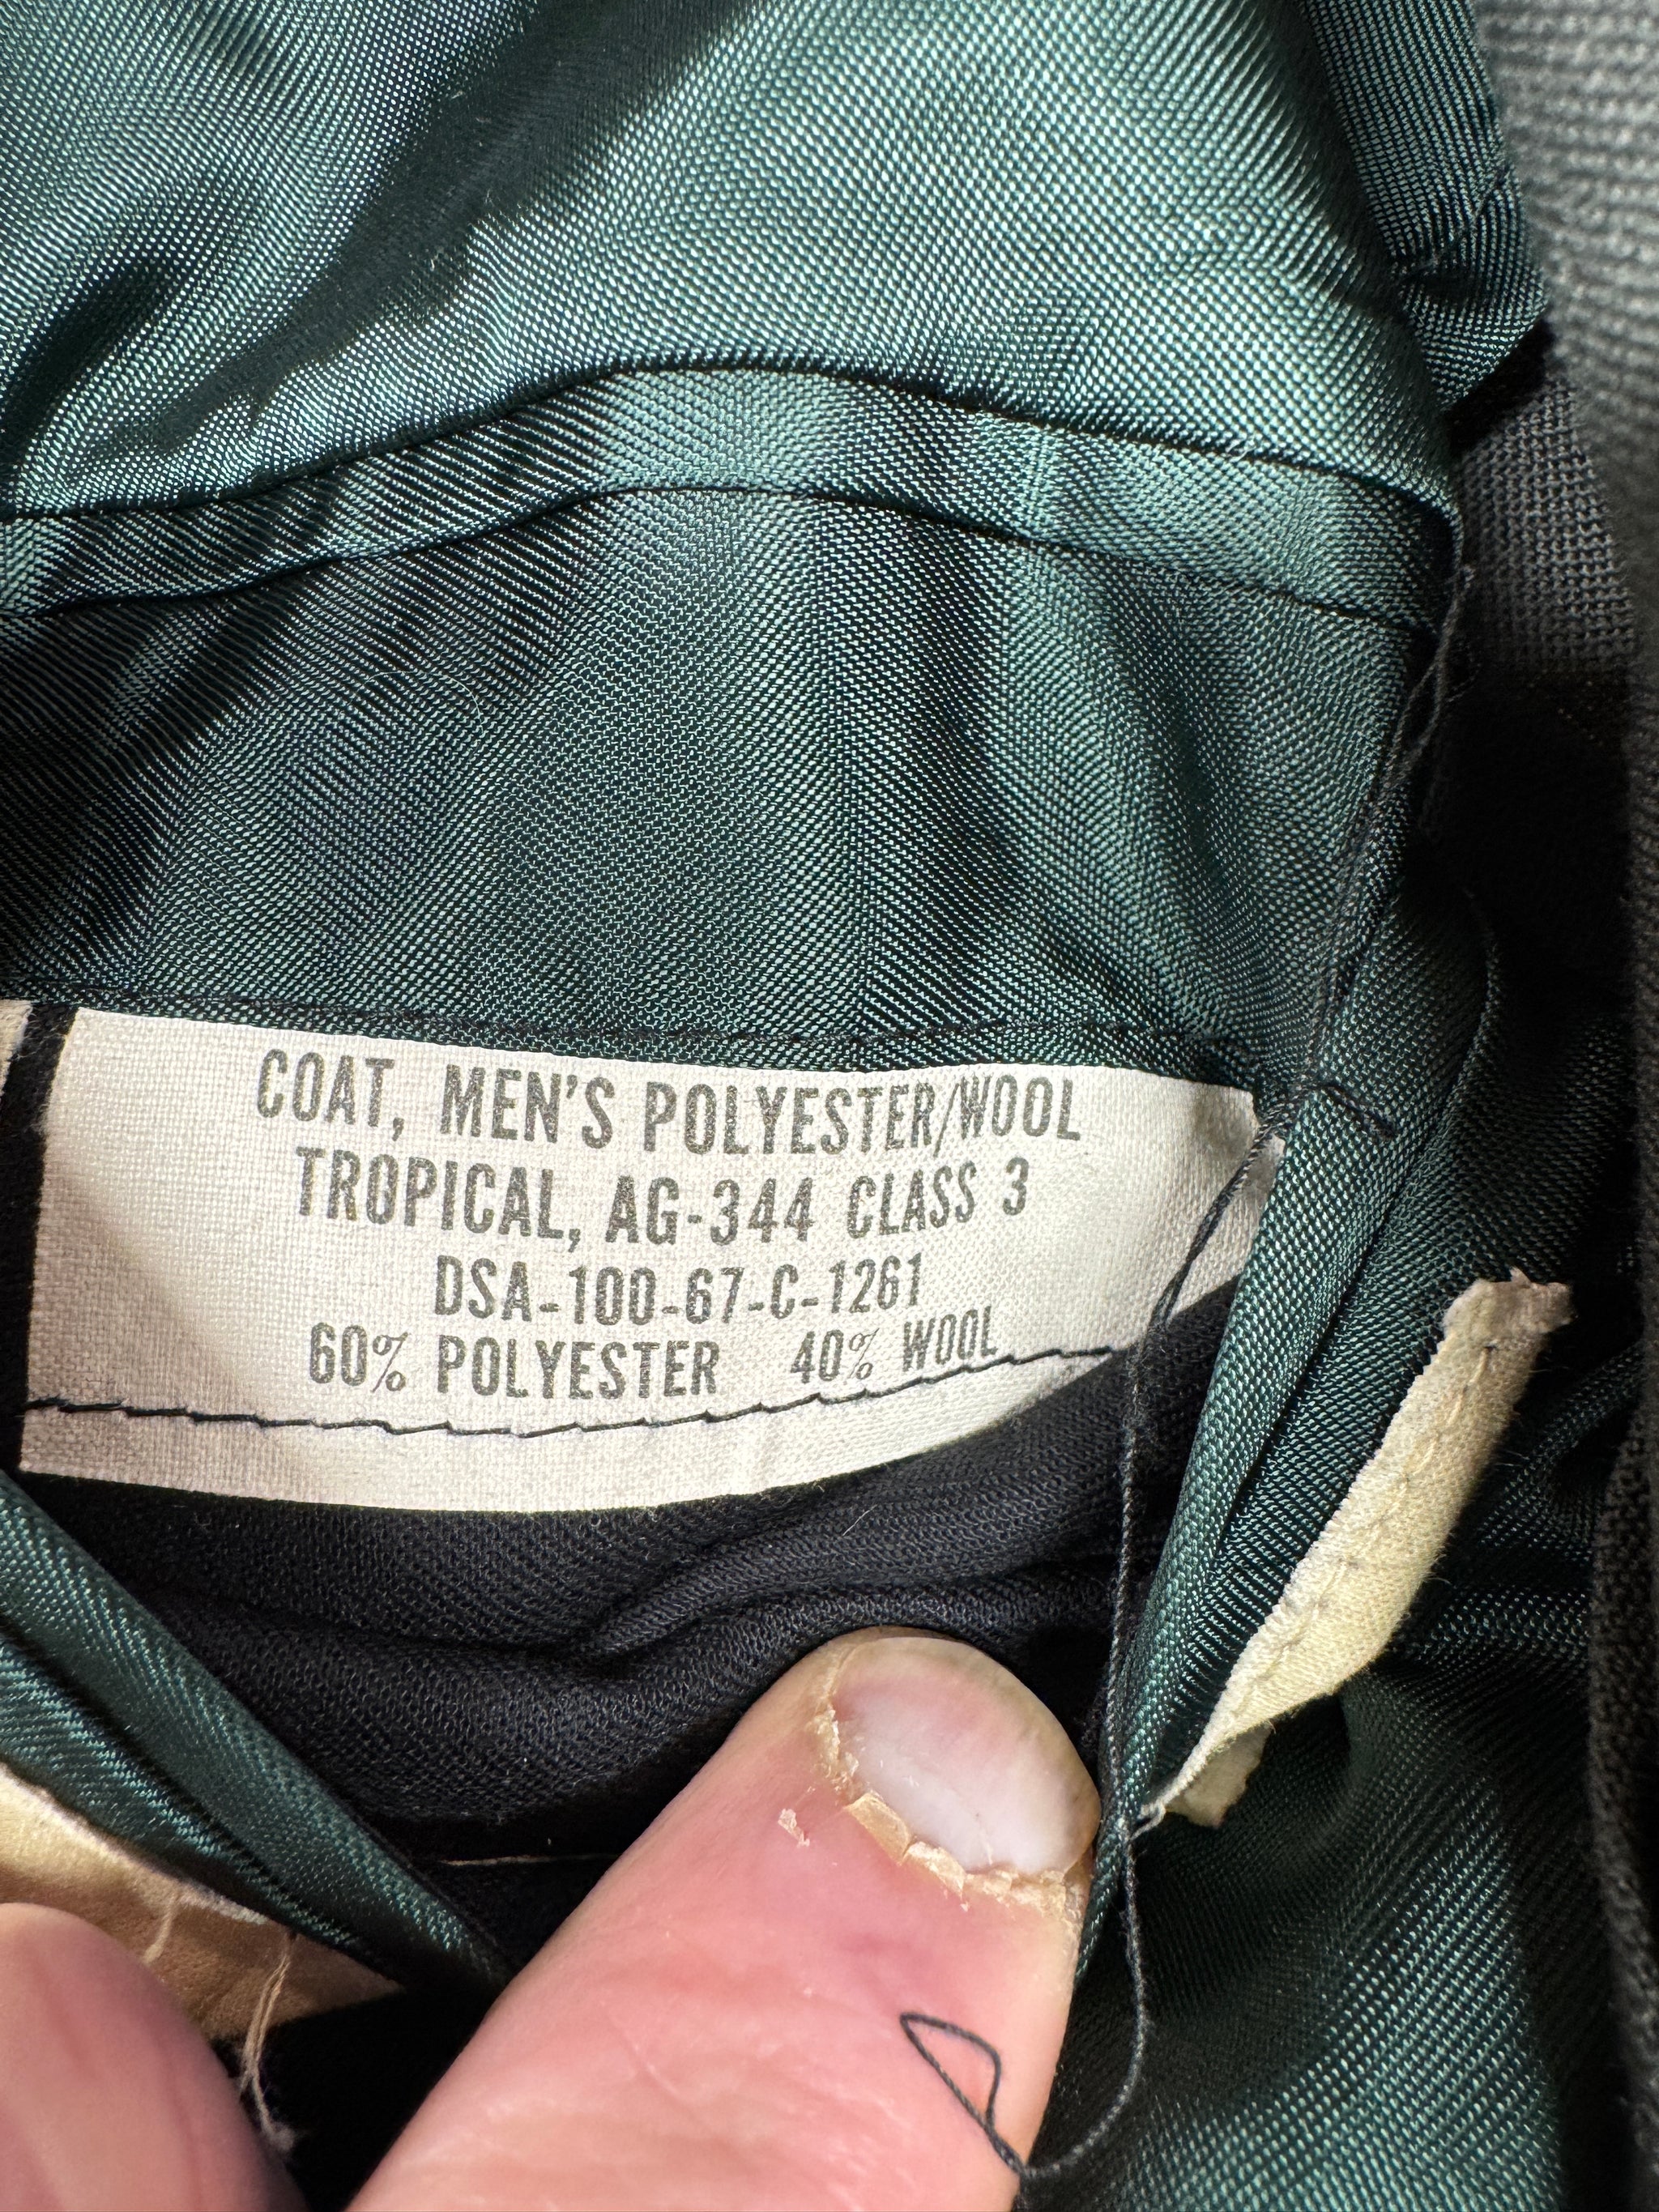 COAT, MEN'S POLYESTER/WOOL
TROPICAL, AG-344 CLASS 3
DSA-100-67-C-1261
60% POLYESTER 40% WOOL